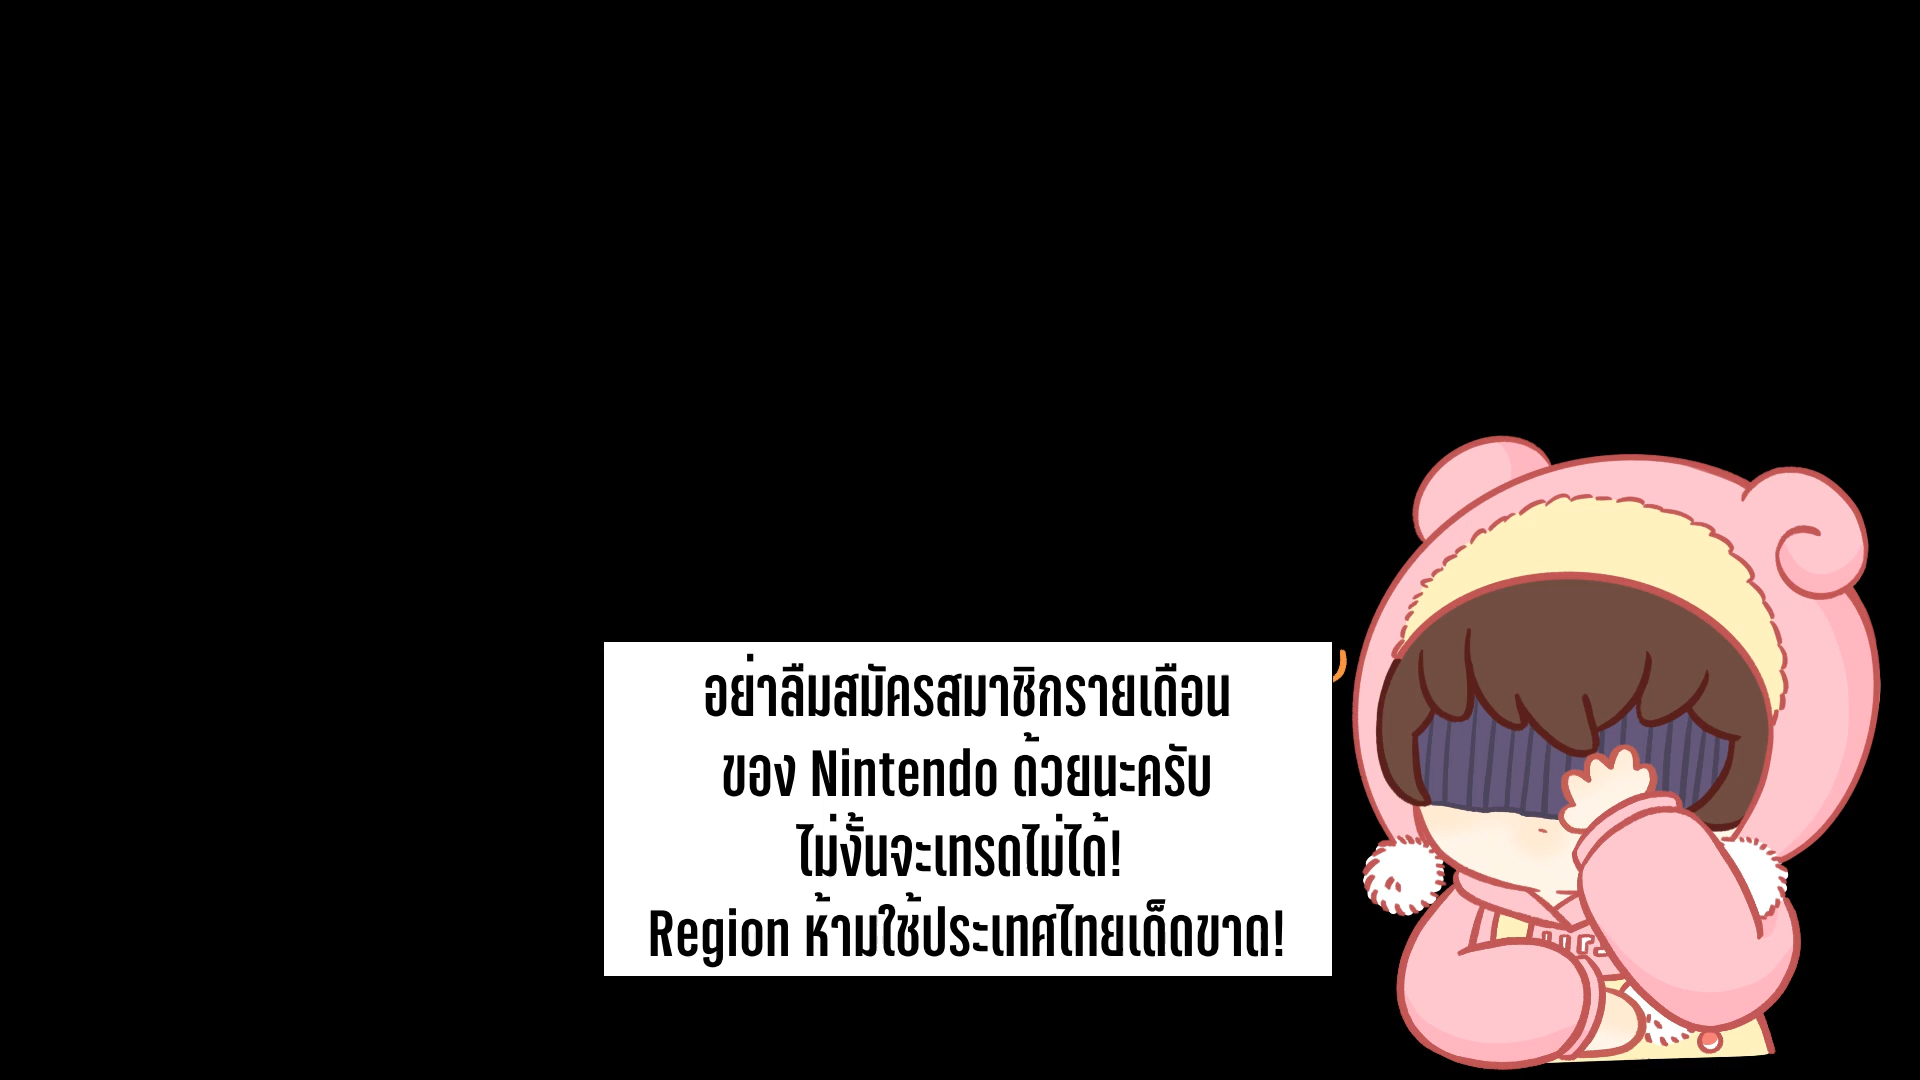 อย่าลืมสมัครสมาชิกรายเดือน
ของ Nintendo ด้วยนะครับ
ไม่งั้นจะเทรดไม่ได้!
Region ห้ามใช้ประเทศไทยเด็ดขาด!